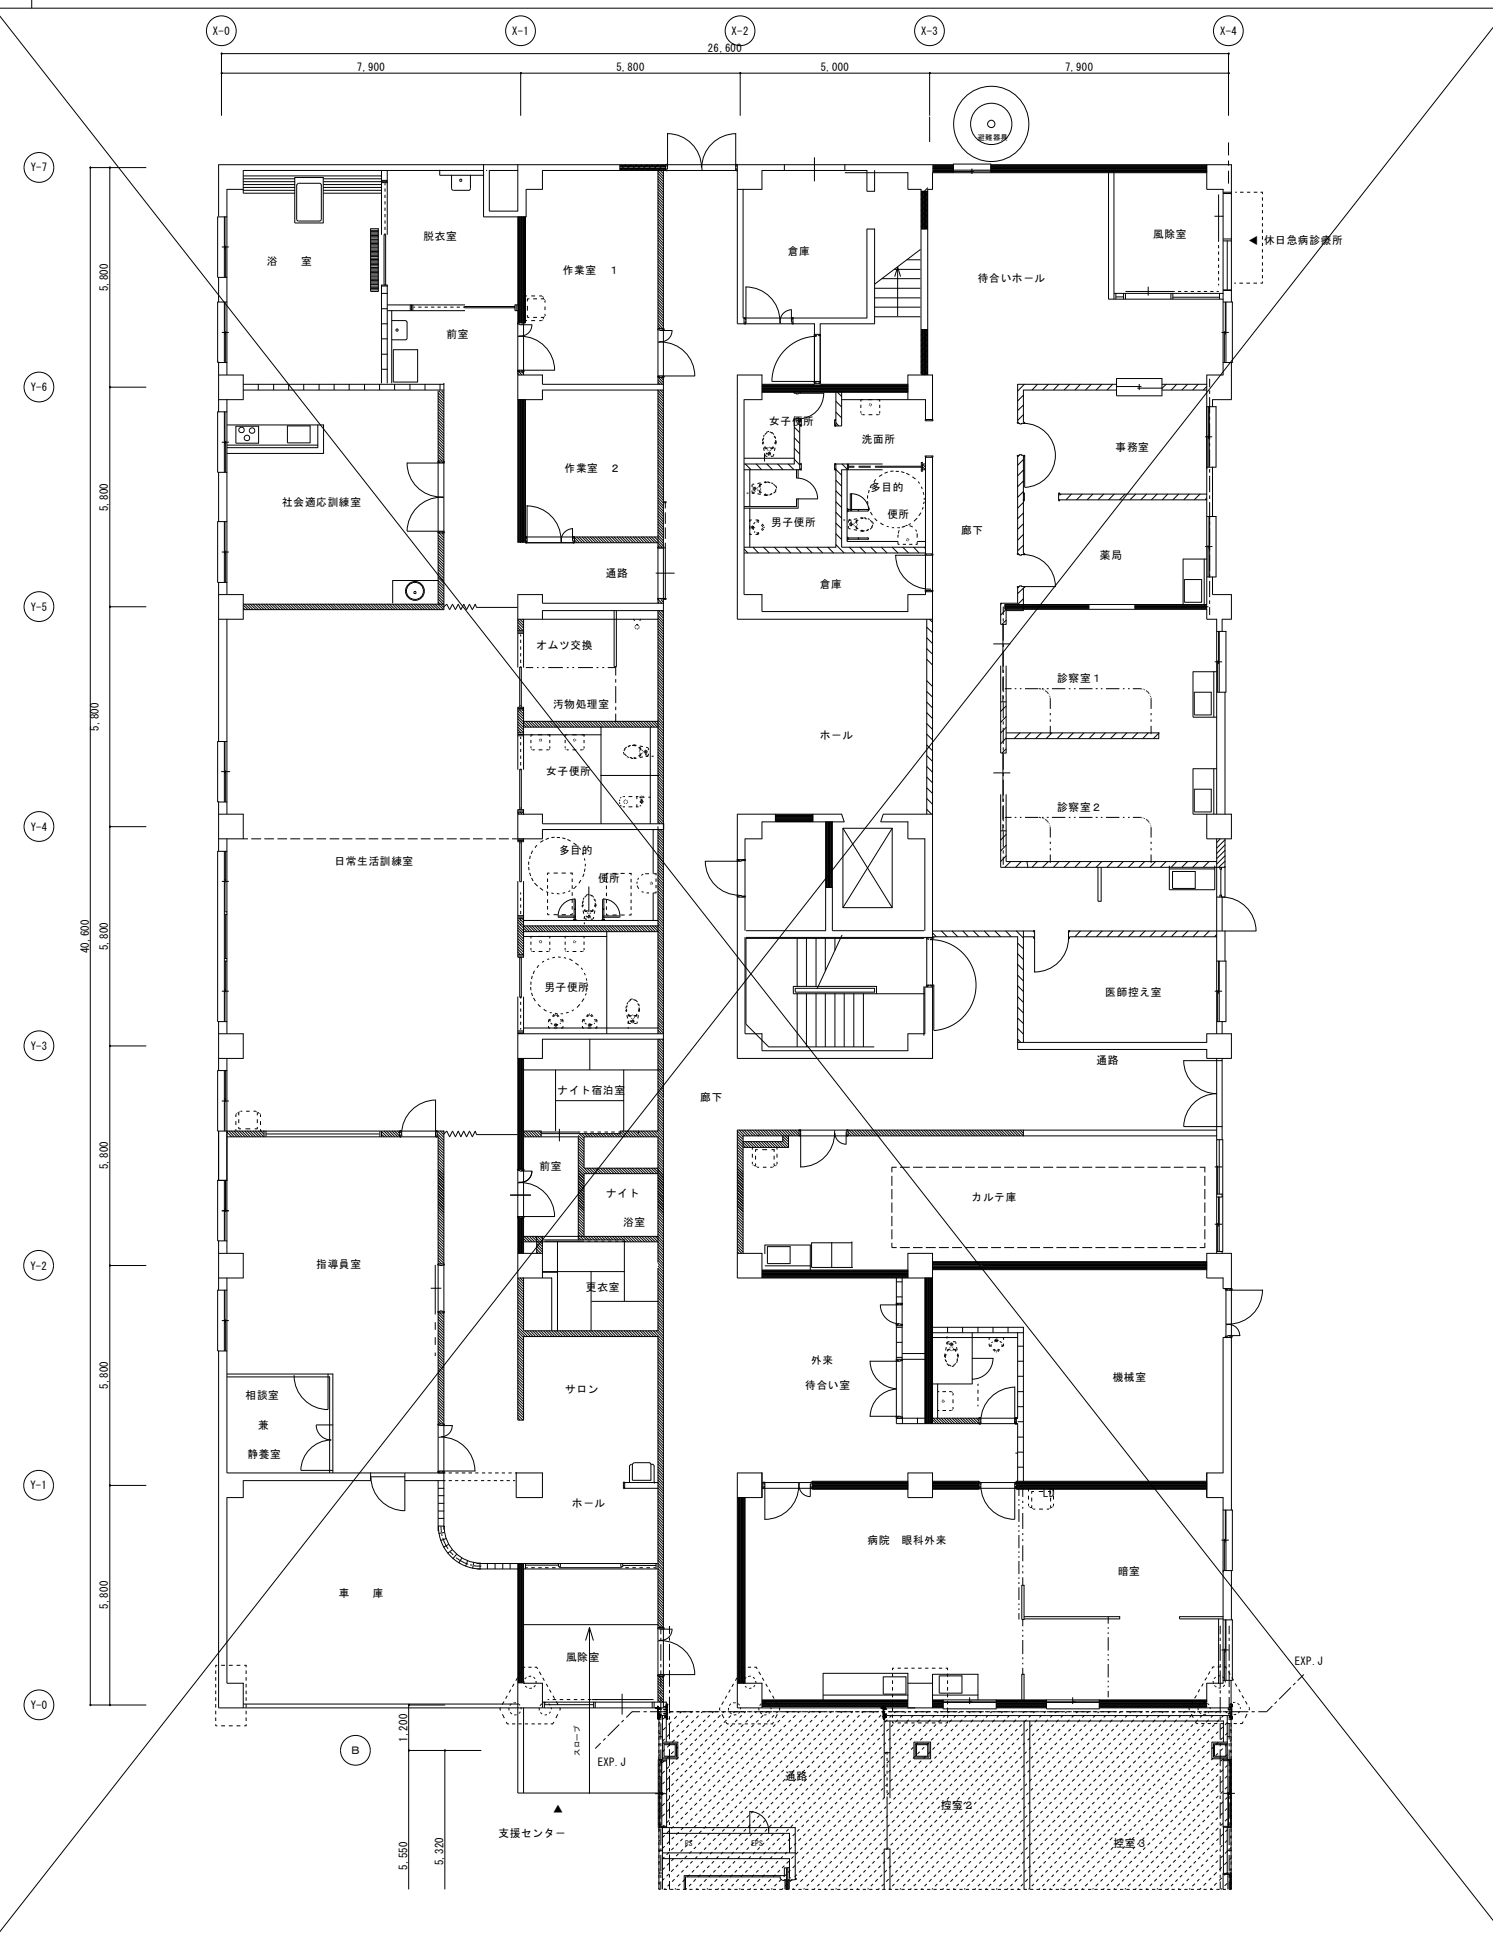 X-0
X-1
X-2
X-3
X-4
26,600
7,900
5,800
5,000
7,900
避難器具
Y-7
Y-6
Y-5
Y-4
Y-3
Y-2
Y-1
Y-0
5,800
5,800
5,800
40,600
5,800
5,800
5,800
5,800
浴　室
脱衣室
前室
作業室　1
倉庫
待合いホール
風除室
休日急病診療所
社会適応訓練室
作業室　2
通路
女子便所
洗面所
男子便所
多目的
便所
倉庫
廊下
事務室
薬局
オムツ交換
汚物処理室
女子便所
ホール
診察室1
診察室2
日常生活訓練室
多目的
便所
男子便所
医師控え室
通路
ナイト宿泊室
廊下
前室
ナイト
浴室
カルテ庫
指導員室
更衣室
外来
待合い室
機械室
相談室
兼
静養室
サロン
ホール
病院　眼科外来
暗室
車　庫
風除室
スロープ
EXP.J
EXP.J
B
1,200
5,550
5,320
支援センター
通路
控室2
控室3
PS
EPS